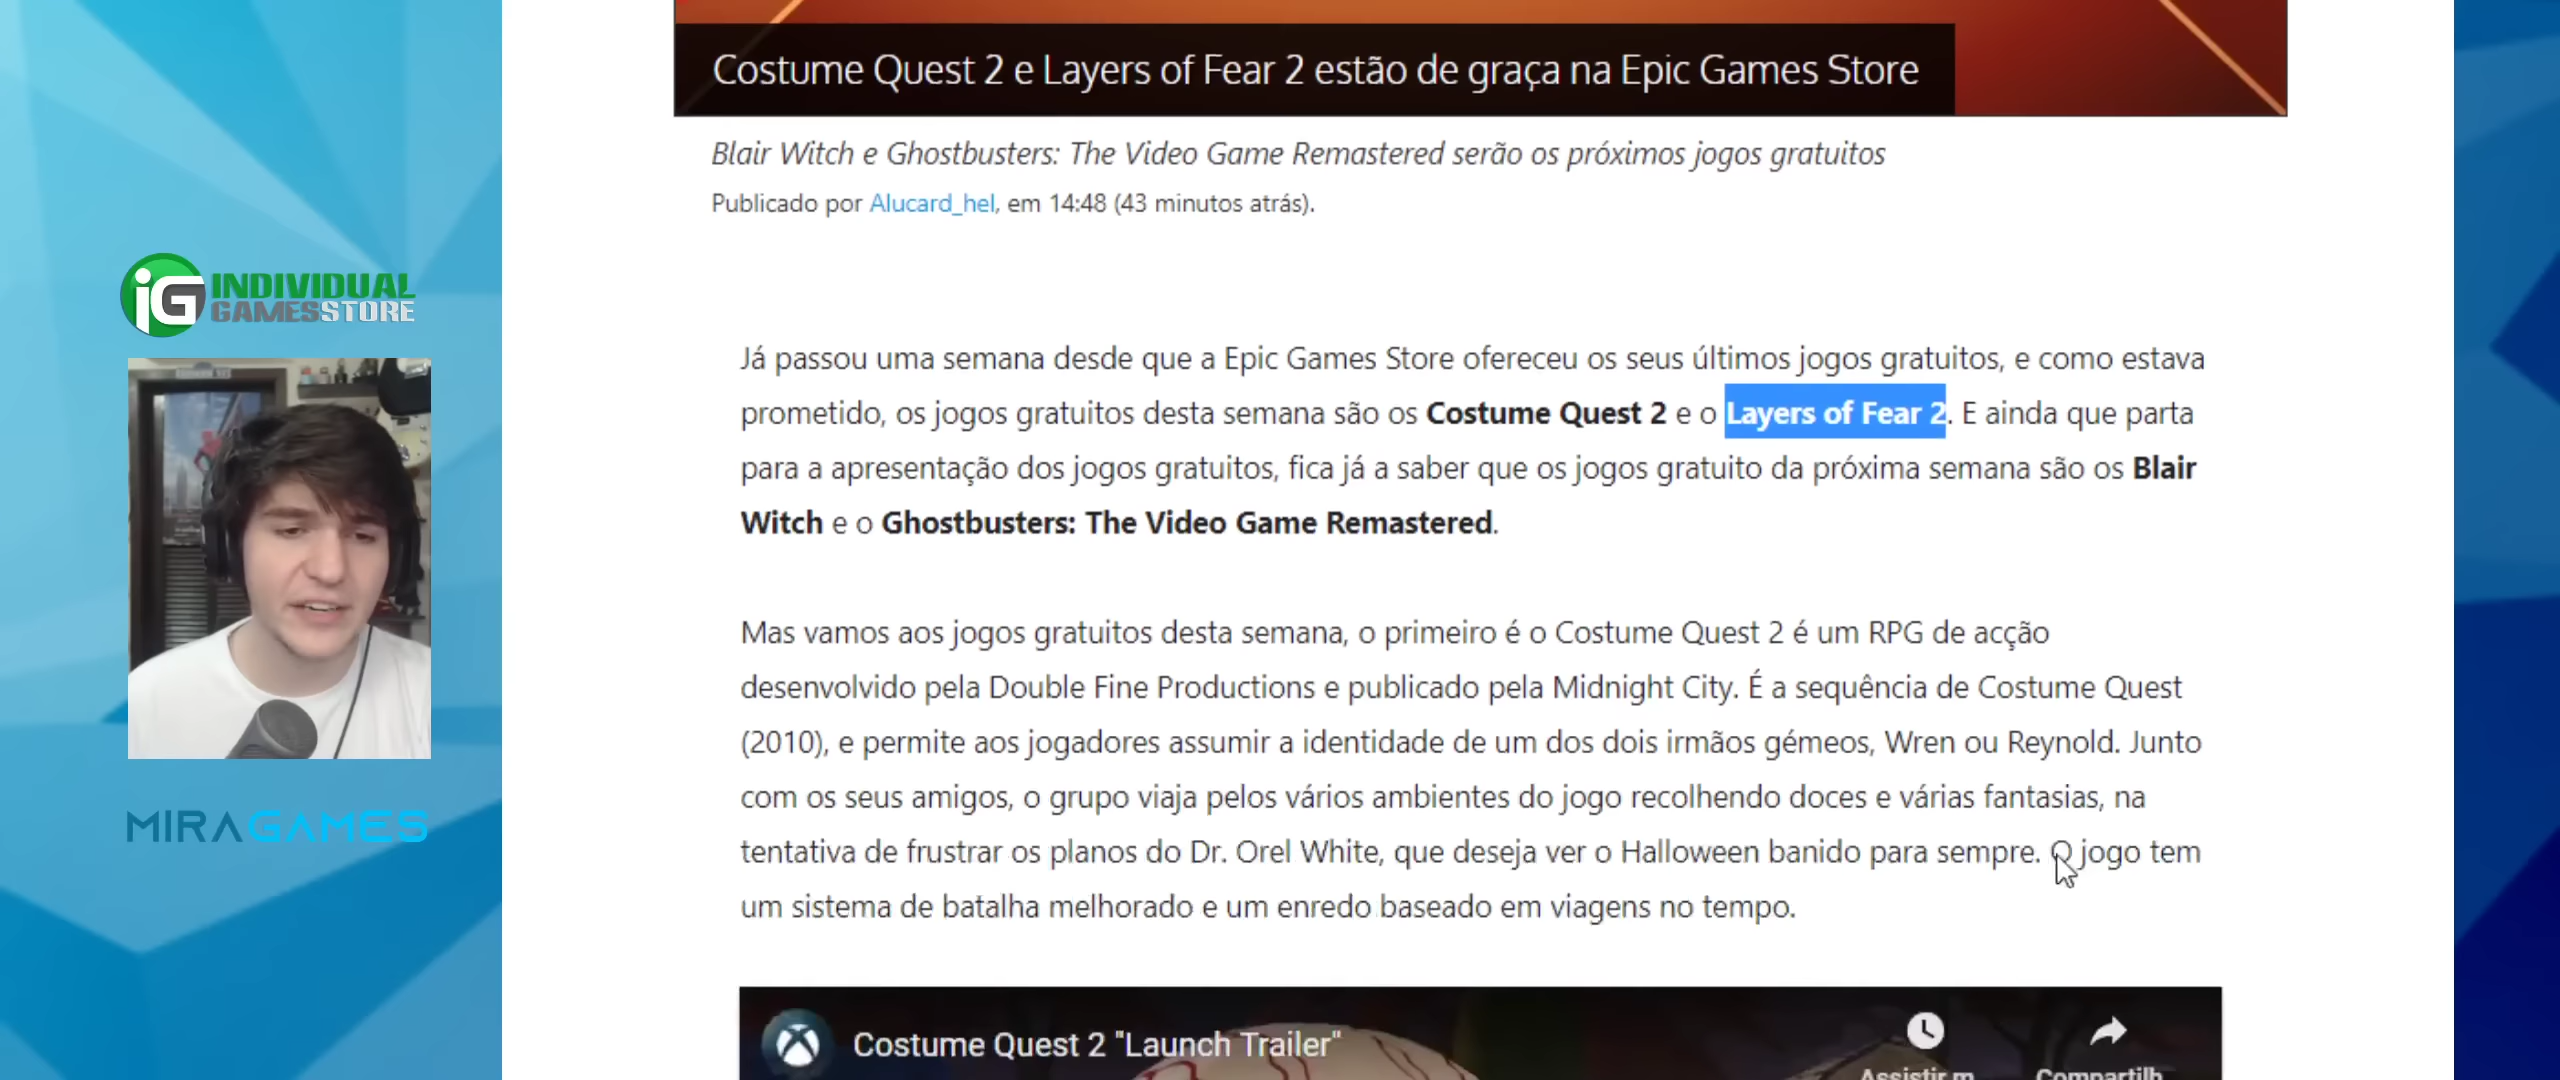 Costume Quest 2 e Layers of Fear 2 estão de graça na Epic Games Store
Blair Witch e Ghostbusters: The Video Game Remastered serão os próximos jogos gratuitos
Publicado por Alucard_hel, em 14:48 (43 minutos atrás).
iG INDIVIDUAL
GAMESSTORE
Já passou uma semana desde que a Epic Games Store ofereceu os seus últimos jogos gratuitos, e como estava
prometido, os jogos gratuitos desta semana são os Costume Quest 2 e o Layers of Fear 2. E ainda que parta
para a apresentação dos jogos gratuitos, fica já a saber que os jogos gratuito da próxima semana são os Blair
Witch e o Ghostbusters: The Video Game Remastered.
Mas vamos aos jogos gratuitos desta semana, o primeiro é o Costume Quest 2 é um RPG de acção
desenvolvido pela Double Fine Productions e publicado pela Midnight City. É a sequência de Costume Quest
(2010), e permite aos jogadores assumir a identidade de um dos dois irmãos gémeos, Wren ou Reynold. Junto
com os seus amigos, o grupo viaja pelos vários ambientes do jogo recolhendo doces e várias fantasias, na
tentativa de frustrar os planos do Dr. Orel White, que deseja ver o Halloween banido para sempre. O jogo tem
um sistema de batalha melhorado e um enredo baseado em viagens no tempo.
MIRAGAMES
Costume Quest 2 "Launch Trailer"
Assistir m
Compartilh